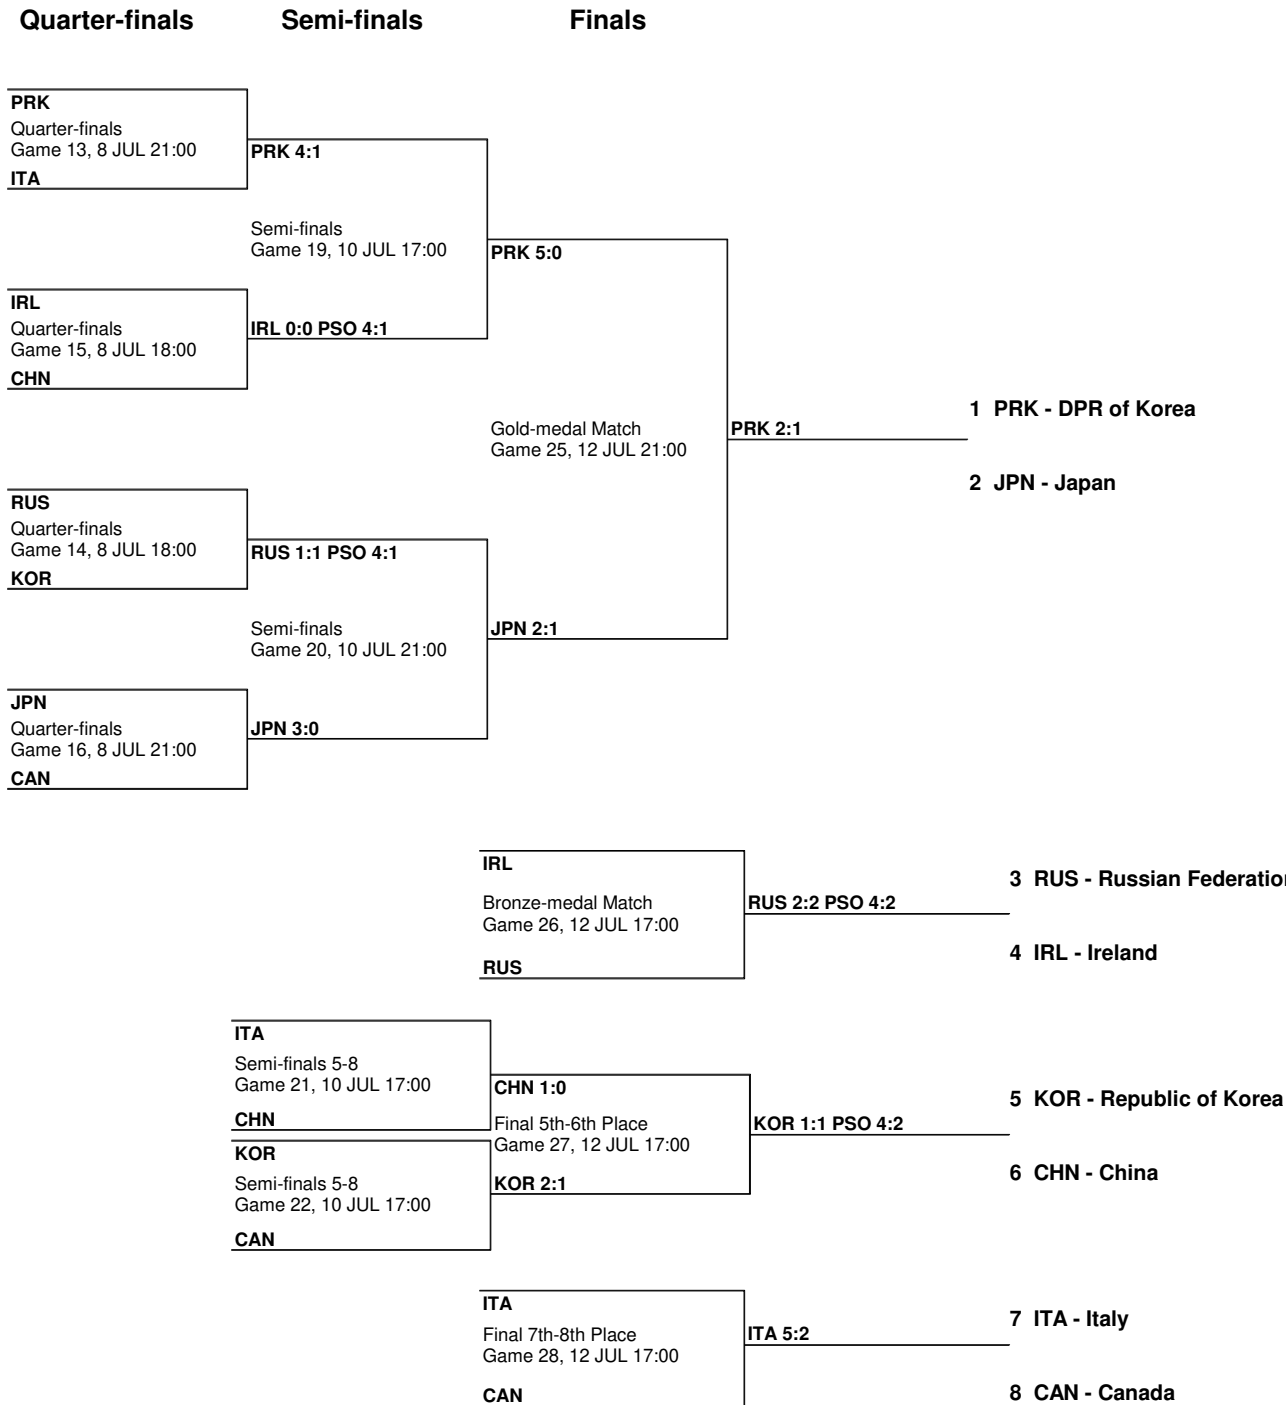 Quarter-finals Semi-finals Finals
PRK
Quarter-finals
Game 13, 8 JUL 21:00
ITA
PRK 4:1
Semi-finals
Game 19, 10 JUL 17:00
PRK 5:0
IRL
Quarter-finals
Game 15, 8 JUL 18:00
CHN
IRL 0:0 PSO 4:1
Gold-medal Match
Game 25, 12 JUL 21:00
PRK 2:1
1 PRK - DPR of Korea
2 JPN - Japan
RUS
Quarter-finals
Game 14, 8 JUL 18:00
KOR
RUS 1:1 PSO 4:1
Semi-finals
Game 20, 10 JUL 21:00
JPN 2:1
JPN
Quarter-finals
Game 16, 8 JUL 21:00
CAN
JPN 3:0
IRL
Bronze-medal Match
Game 26, 12 JUL 17:00
RUS
RUS 2:2 PSO 4:2
3 RUS - Russian Federation
4 IRL - Ireland
ITA
Semi-finals 5-8
Game 21, 10 JUL 17:00
CHN
CHN 1:0
Final 5th-6th Place
Game 27, 12 JUL 17:00
KOR 1:1 PSO 4:2
5 KOR - Republic of Korea
6 CHN - China
KOR
Semi-finals 5-8
Game 22, 10 JUL 17:00
CAN
KOR 2:1
ITA
Final 7th-8th Place
Game 28, 12 JUL 17:00
CAN
ITA 5:2
7 ITA - Italy
8 CAN - Canada